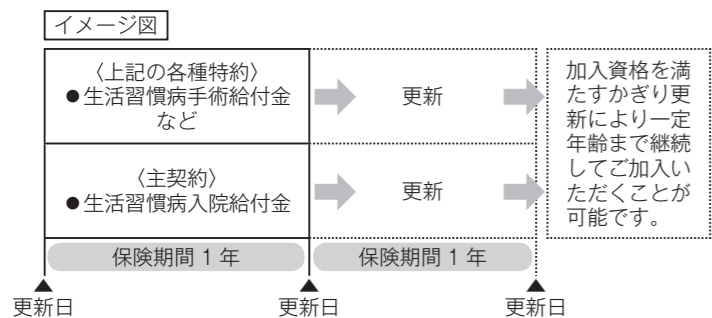 イメージ図
〈上記の各種特約〉
●生活習慣病手術給付金
など
更新
〈主契約〉
●生活習慣病入院給付金
更新
加入資格を満
たすかぎり更
新により一定
年齢まで継続
してご加入い
ただくことが
可能です。
保険期間 1 年
保険期間 1 年
更新日
更新日
更新日